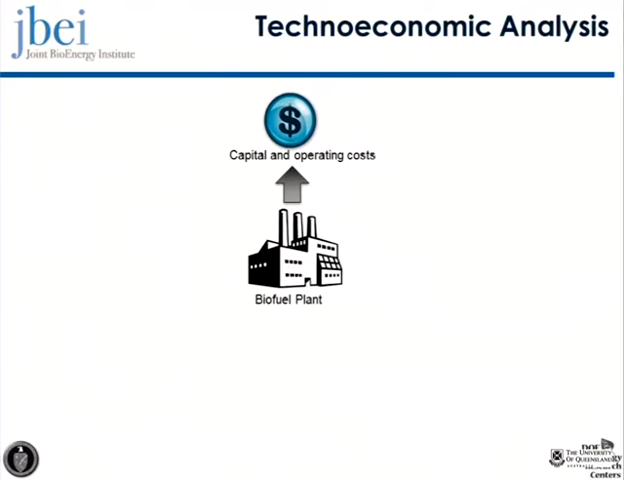 jbei
Joint BioEnergy Institute
Technoeconomic Analysis
$
Capital and operating costs
Biofuel Plant
THE UNIVERSITY
OF QUEENSLAND
Centers